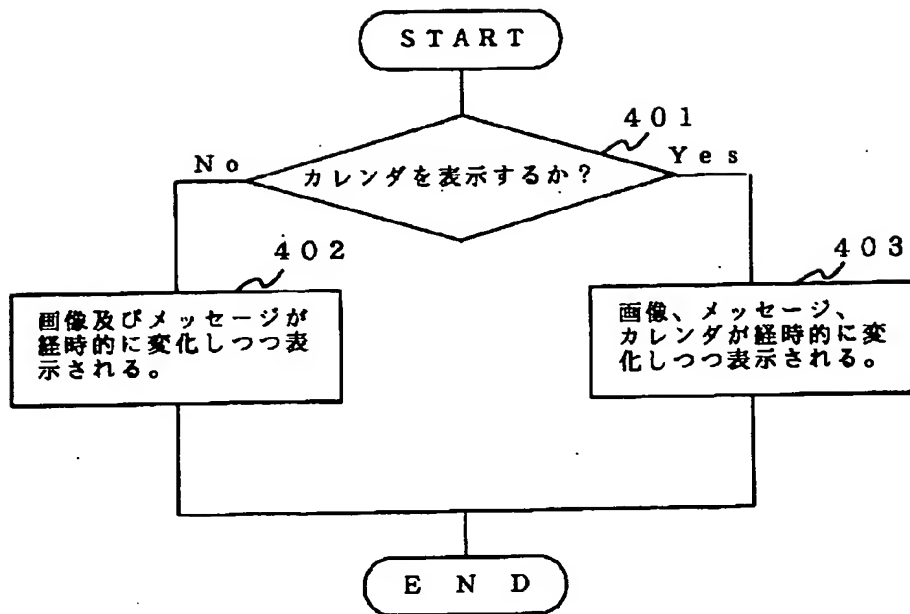 START
401
No
Yes
カレンダを表示するか?
402
画像及びメッセージが
経時的に変化しつつ表
示される。
403
画像、メッセージ、
カレンダが経時的に変
化しつつ表示される。
END